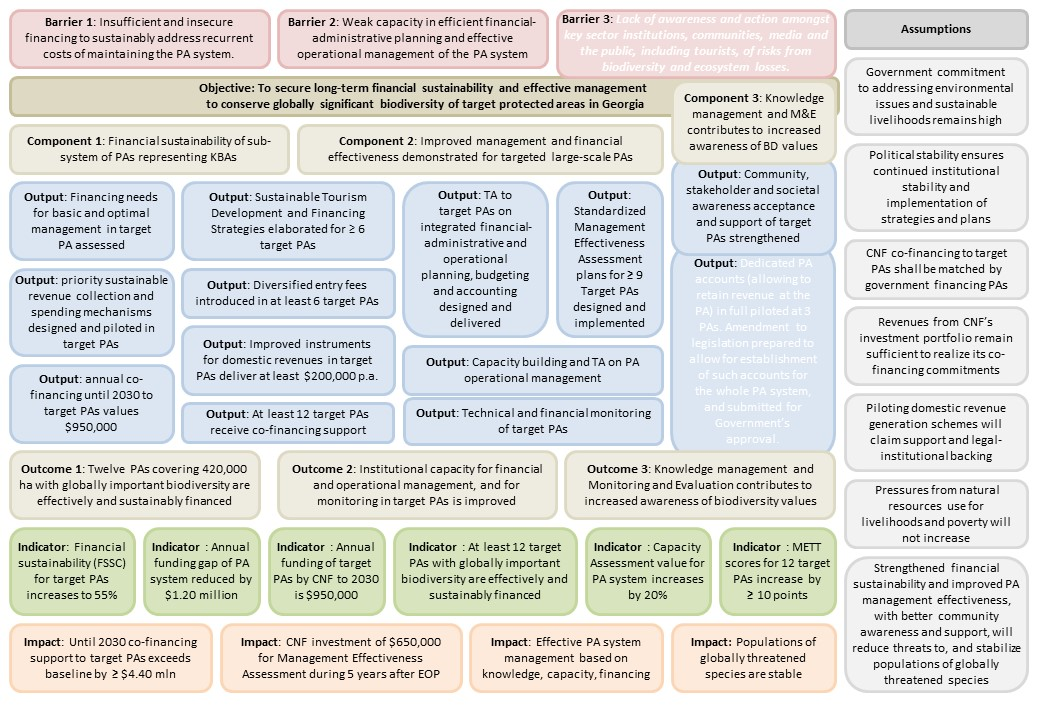 Barrier 1: Insufficient and insecure
financing to sustainably address recurrent
costs of maintaining the PA system.
Barrier 2: Weak capacity in efficient financial-
administrative planning and effective
operational management of the PA system
Barrier 3: Lack of awareness and action amongst
key sector institutions, communities, media and
the public, including tourists, of risks from
biodiversity and ecosystem losses.
Objective: To secure long-term financial sustainability and effective management
to conserve globally significant biodiversity of target protected areas in Georgia
Component 1: Financial sustainability of sub-
system of PAs representing KBAs
Component 2: Improved management and financial
effectiveness demonstrated for targeted large-scale PAs
Component 3: Knowledge
management and M&E
contributes to increased
awareness of BD values
Output: Financing needs
for basic and optimal
management in target
PA assessed
Output: priority sustainable
revenue collection and
spending mechanisms
designed and piloted in
target PAs
Output: annual co-
financing until 2030 to
target PAs values
$950,000
Output: Sustainable Tourism
Development and Financing
Strategies elaborated for ≥ 6
target PAs
Output: Diversified entry fees
introduced in at least 6 target PAs
Output: Improved instruments
for domestic revenues in target
PAs deliver at least $200,000 p.a.
Output: At least 12 target PAs
receive co-financing support
Output: TA to
target PAs on
integrated financial-
administrative and
operational
planning, budgeting
and accounting
designed and
delivered
Output:
Standardized
Management
Effectiveness
Assessment
plans for ≥ 9
Target PAs
designed and
implemented
Output: Capacity building and TA on PA
operational management
Output: Technical and financial monitoring
of target PAs
Output: Community,
stakeholder and societal
awareness acceptance
and support of target
PAs strengthened
Output: Dedicated PA
accounts (allowing to
retain revenue at the
PA) in full piloted at 3
PAs. Amendment to
legislation prepared to
allow for establishment
of such accounts for
the whole PA system,
and submitted for
Government's
approval.
Outcome 1: Twelve PAs covering 420,000
ha with globally important biodiversity are
effectively and sustainably financed
Outcome 2: Institutional capacity for financial
and operational management, and for
monitoring in target PAs is improved
Outcome 3: Knowledge management and
Monitoring and Evaluation contributes to
increased awareness of biodiversity values
Indicator: Financial
sustainability (FSSC)
for target PAs
increases to 55%
Indicator : Annual
funding gap of PA
system reduced by
$1.20 million
Indicator : Annual
funding of target
PAs by CNF to 2030
is $950,000
Indicator : At least 12 target
PAs with globally important
biodiversity are effectively and
sustainably financed
Indicator : Capacity
Assessment value for
PA system increases
by 20%
Indicator : METT
scores for 12 target
PAs increase by
≥ 10 points
Impact: Until 2030 co-financing
support to target PAs exceeds
baseline by ≥ $4.40 mln
Impact: CNF investment of $650,000
for Management Effectiveness
Assessment during 5 years after EOP
Impact: Effective PA system
management based on
knowledge, capacity, financing
Impact: Populations of
globally threatened
species are stable
Assumptions
Government commitment
to addressing environmental
issues and sustainable
livelihoods remains high
Political stability ensures
continued institutional
stability and
implementation of
strategies and plans
CNF co-financing to target
PAs shall be matched by
government financing PAs
Revenues from CNF's
investment portfolio remain
sufficient to realize its co-
financing commitments
Piloting domestic revenue
generation schemes will
claim support and legal-
institutional backing
Pressures from natural
resources use for
livelihoods and poverty will
not increase
Strengthened financial
sustainability and improved PA
management effectiveness,
with better community
awareness and support, will
reduce threats to, and stabilize
populations of globally
threatened species